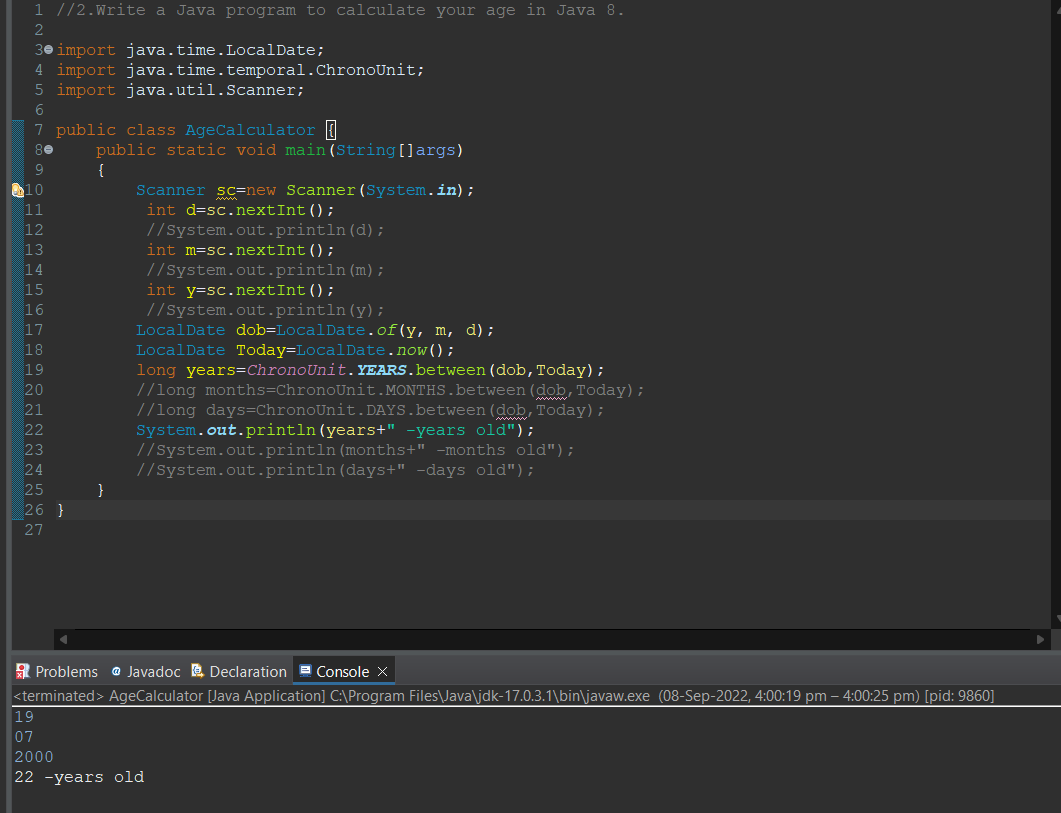 1 //2.Write a Java program to calculate your age in Java 8.
2
3 import java.time.LocalDate;
4 import java.time.temporal.ChronoUnit;
5 import java.util.Scanner;
6
7 public class AgeCalculator {
8     public static void main(String[]args)
9     {
10         Scanner sc=new Scanner(System.in);
11          int d=sc.nextInt();
12          //System.out.println(d);
13          int m=sc.nextInt();
14          //System.out.println(m);
15          int y=sc.nextInt();
16          //System.out.println(y);
17         LocalDate dob=LocalDate.of(y, m, d);
18         LocalDate Today=LocalDate.now();
19         long years=ChronoUnit.YEARS.between(dob,Today);
20         //long months=ChronoUnit.MONTHS.between(dob,Today);
21         //long days=ChronoUnit.DAYS.between(dob,Today);
22         System.out.println(years+" -years old");
23         //System.out.println(months+" -months old");
24         //System.out.println(days+" -days old");
25     }
26 }
27
Problems @ Javadoc Declaration Console
<terminated> AgeCalculator [Java Application] C:\Program Files\Java\jdk-17.0.3.1\bin\javaw.exe (08-Sep-2022, 4:00:19 pm – 4:00:25 pm) [pid: 9860]
19
07
2000
22 -years old